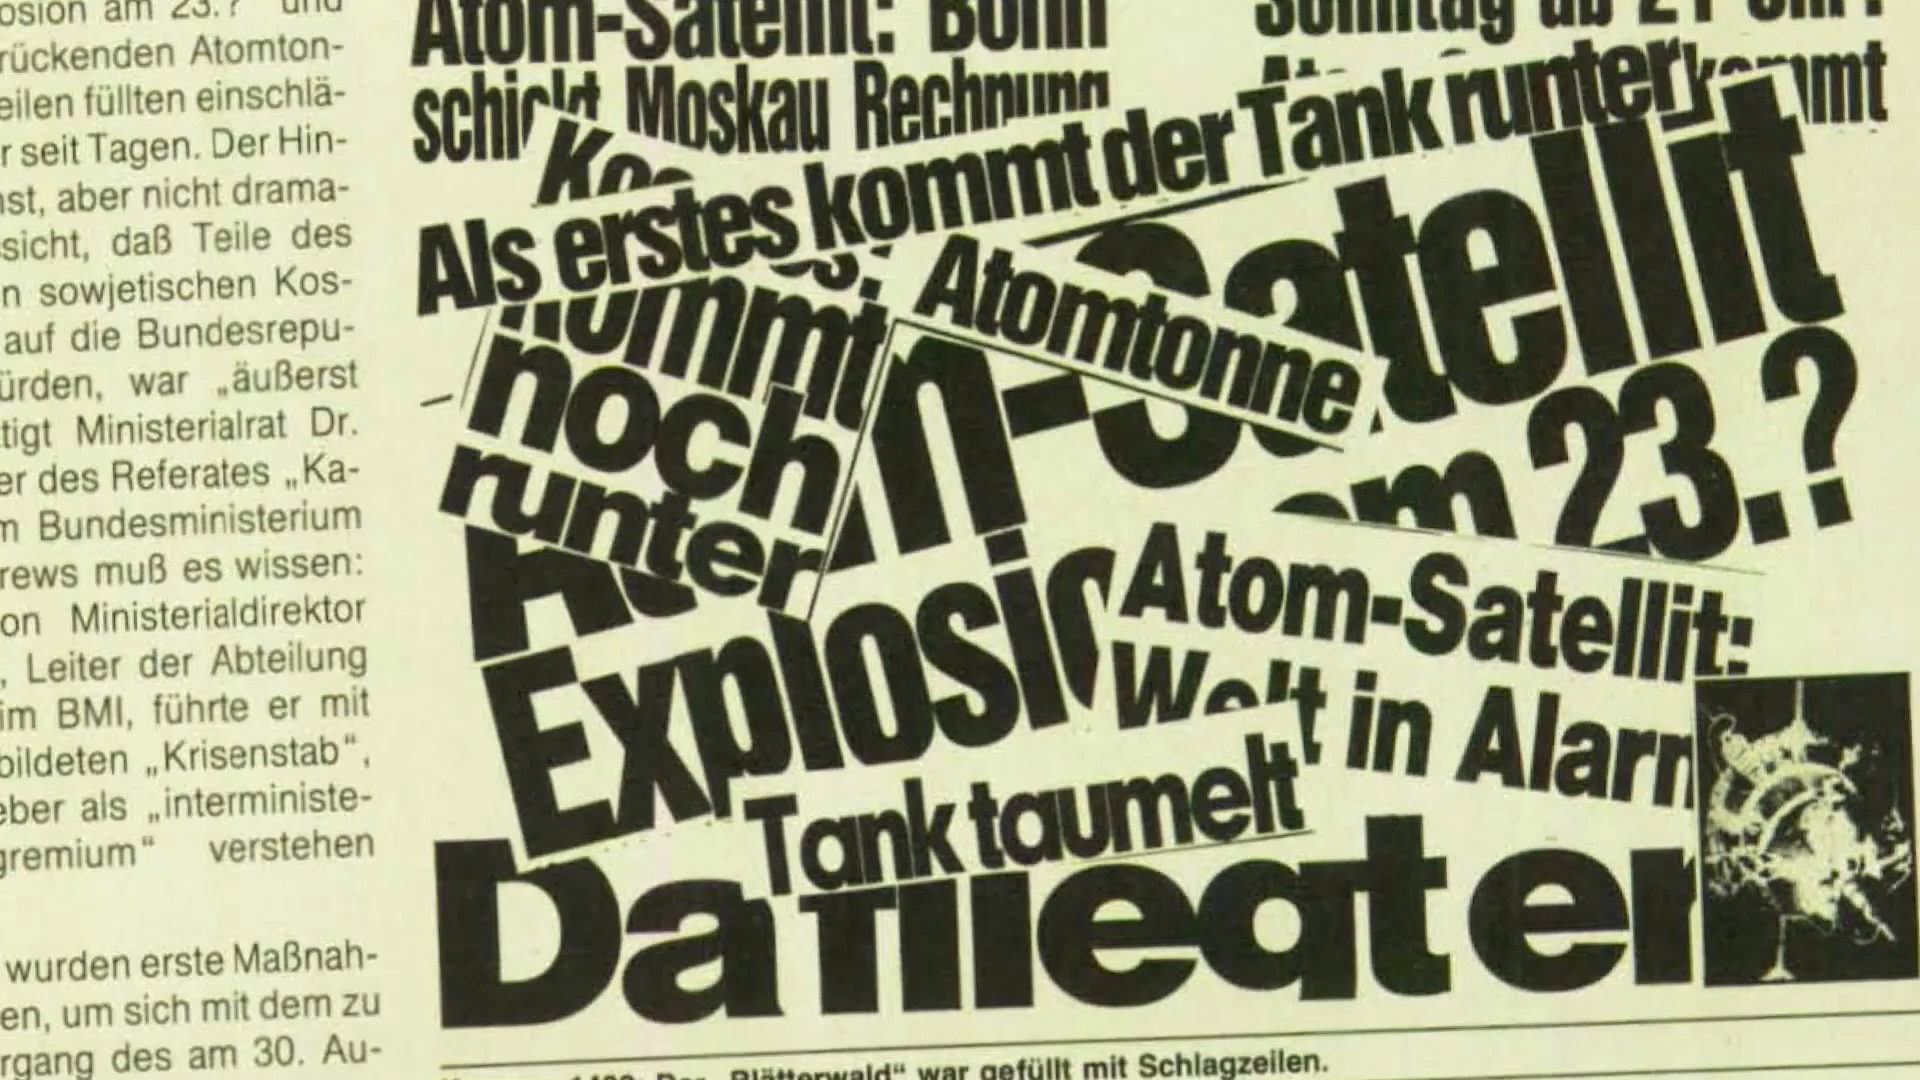 am 23.? und
rückenden Atomton-
eilen füllten einschlä-
r seit Tagen. Der Hin-
nst, aber nicht drama-
sicht, daß Teile des
n sowjetischen Kos-
auf die Bundesrepu-
ürden, war „äußerst
tigt Ministerialrat Dr.
er des Referates „Ka-
m Bundesministerium
rews muß es wissen:
on Ministerialdirektor
, Leiter der Abteilung
im BMI, führte er mit
bildeten „Krisenstab“,
eber als „interministe-
gremium“ verstehen
wurden erste Maßnah-
en, um sich mit dem zu
rgang des am 30. Au-
Atom-Satellit: Bonn
schickt Moskau Rechnung
Sonntag ab 21 Uhr:
kommt
Als erstes kommt der Tank runter
kommt
noch
runter
Atomtonne
n-Satellit
am 23.?
Explosio
Atom-Satellit:
Welt in Alarm
Tank taumelt
Da fliegt er
Der „Blätterwald“ war gefüllt mit Schlagzeilen.